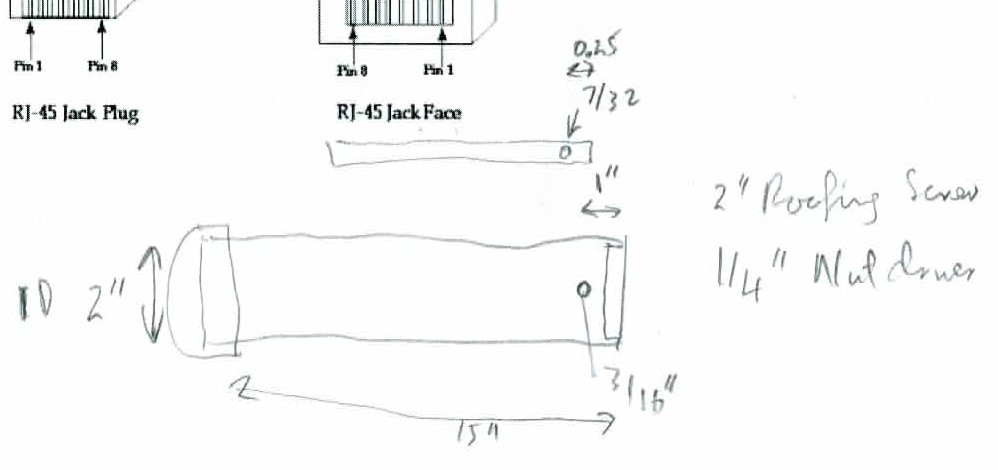 Pin 1 Pin 8
RJ-45 Jack Plug
Pin 8 Pin 1
RJ-45 Jack Face
0.25
7/32
1"
2" Roofing Screw
1/4" Nut driver
ID 2"
3/16"
15"